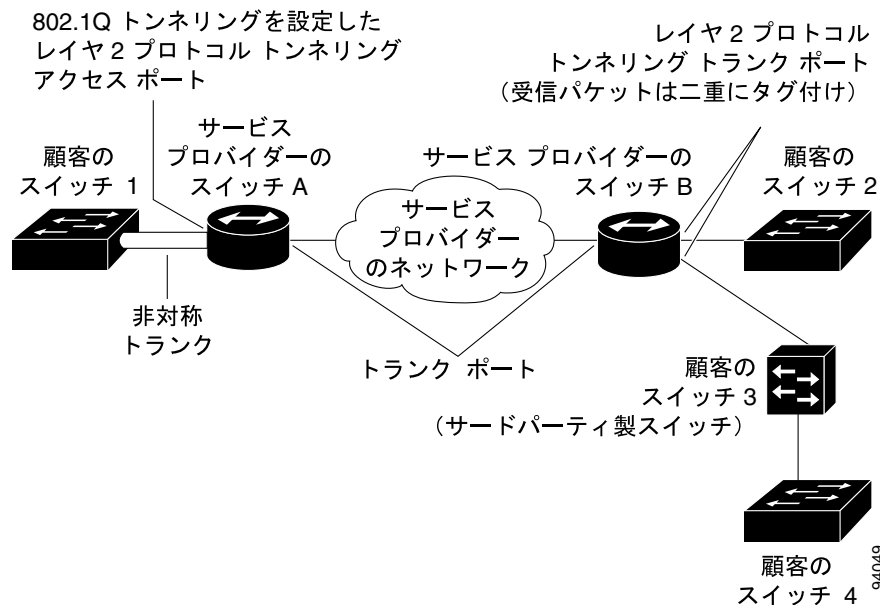 802.1Q トンネリングを設定した
レイヤ 2 プロトコル トンネリング
アクセス ポート
レイヤ 2 プロトコル
トンネリング トランク ポート
（受信パケットは二重にタグ付け）
顧客の
スイッチ 1
サービス
プロバイダーの
スイッチ A
サービス
プロバイダー
のネットワーク
サービス プロバイダーの
スイッチ B
顧客の
スイッチ 2
非対称
トランク
トランク ポート
顧客の
スイッチ 3
（サードパーティ製スイッチ）
顧客の
スイッチ 4
94049